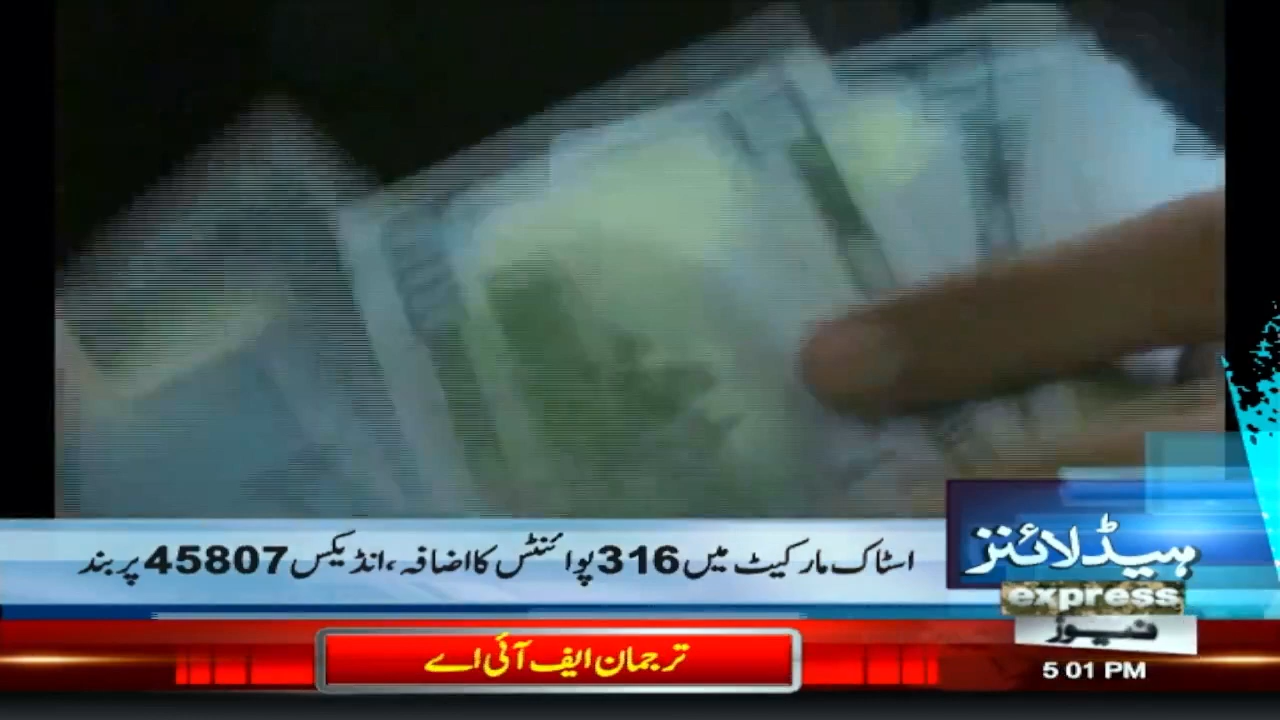 ہیڈلائنز
اسٹاک مارکیٹ میں 316 پوائنٹس کا اضافہ، انڈیکس 45807 پر بند
express
نیوز
ترجمان ایف آئی اے
5 01 PM